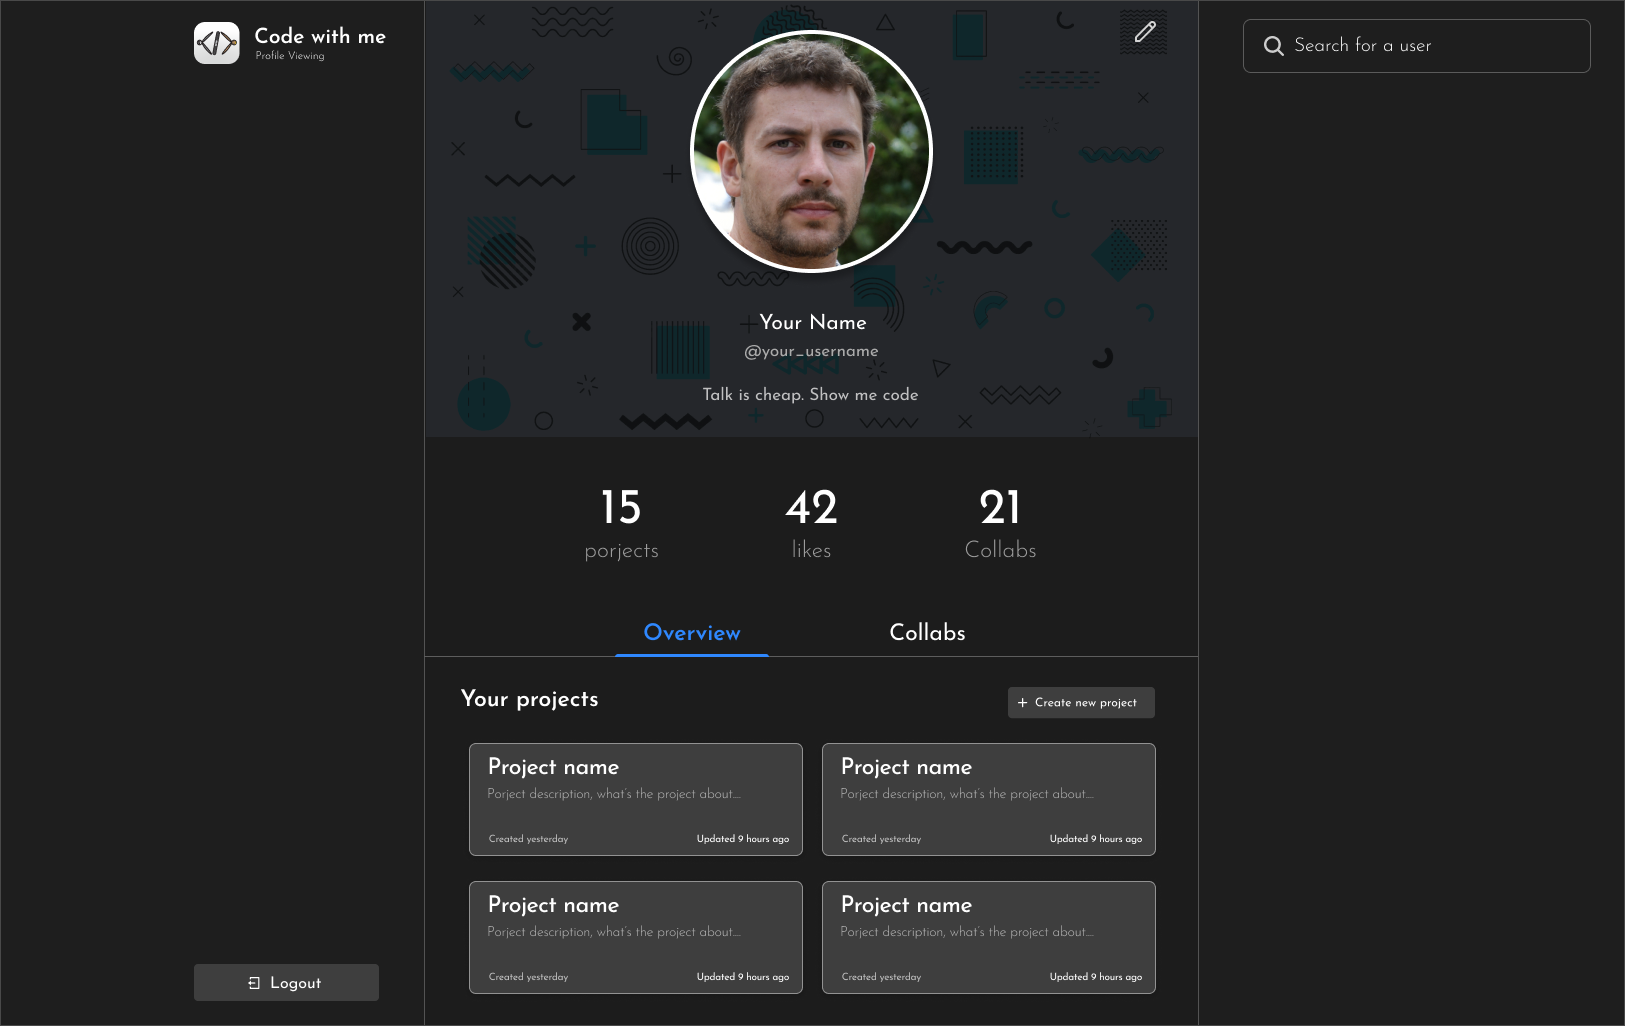 Code with me
Profile Viewing
Search for a user
Your Name
@your_username
Talk is cheap. Show me code
15
porjects
42
likes
21
Collabs
Overview
Collabs
Your projects
+ Create new project
Project name
Porject description, what's the project about....
Created yesterday
Updated 9 hours ago
Project name
Porject description, what's the project about....
Created yesterday
Updated 9 hours ago
Project name
Porject description, what's the project about....
Created yesterday
Updated 9 hours ago
Project name
Porject description, what's the project about....
Created yesterday
Updated 9 hours ago
Logout